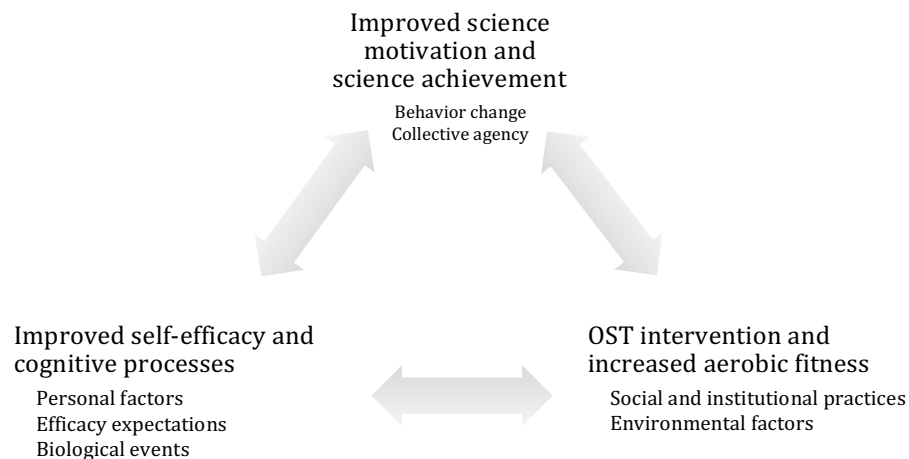 Improved science
motivation and
science achievement
Behavior change
Collective agency
Improved self-efficacy and
cognitive processes
Personal factors
Efficacy expectations
Biological events
OST intervention and
increased aerobic fitness
Social and institutional practices
Environmental factors